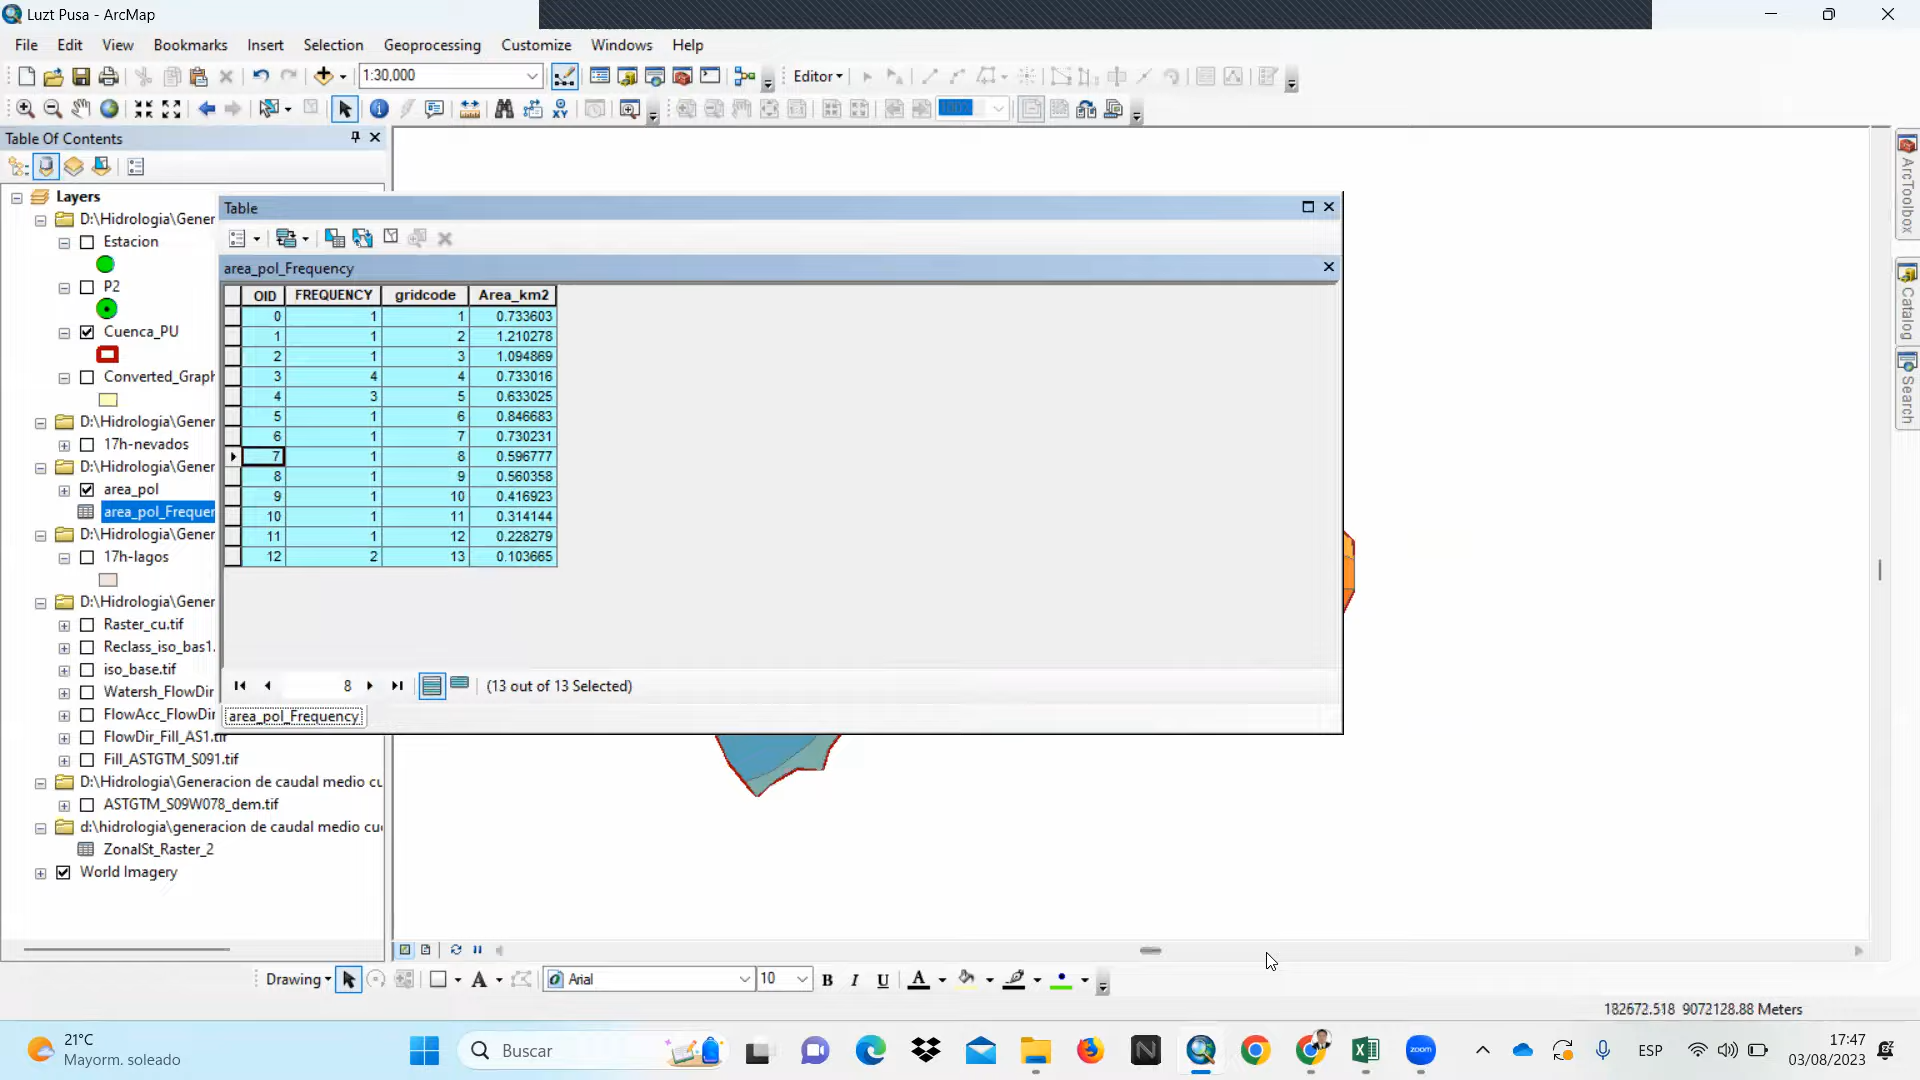 Luzt Pusa - ArcMap
File Edit View Bookmarks Insert Selection Geoprocessing Customize Windows Help
1:30,000
Editor
100%
Table Of Contents
Layers
D:\Hidrologia\Gener
Estacion
P2
Cuenca_PU
Converted_Graph
D:\Hidrologia\Gener
17h-nevados
D:\Hidrologia\Gener
area_pol
area_pol_Frequer
D:\Hidrologia\Gener
17h-lagos
D:\Hidrologia\Gener
Raster_cu.tif
Reclass_iso_bas1.
iso_base.tif
Watersh_FlowDir
FlowAcc_FlowDir
FlowDir_Fill_AS1.tif
Fill_ASTGTM_S091.tif
D:\Hidrologia\Generacion de caudal medio cu
ASTGTM_S09W078_dem.tif
d:\hidrologia\generacion de caudal medio cu
ZonalSt_Raster_2
World Imagery
Table
area_pol_Frequency
OID FREQUENCY gridcode Area_km2
0 1 1 0.733603
1 1 2 1.210278
2 1 3 1.094869
3 4 4 0.733016
4 3 5 0.633025
5 1 6 0.846683
6 1 7 0.730231
7 1 8 0.596777
8 1 9 0.560358
9 1 10 0.416923
10 1 11 0.314144
11 1 12 0.228279
12 2 13 0.103665
8 (13 out of 13 Selected)
area_pol_Frequency
ArcToolbox
Catalog
Search
Drawing A Arial 10 B I U A
182672.518 9072128.88 Meters
21°C
Mayorm. soleado
Buscar
zoom
ESP
17:47
03/08/2023